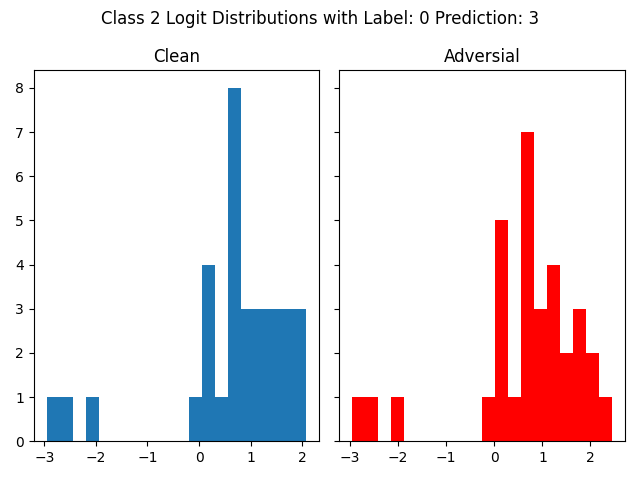 Class 2 Logit Distributions with Label: 0 Prediction: 3
Clean
Adversial
8
7
6
5
4
3
2
1
0
−3 −2 −1 0 1 2
−3 −2 −1 0 1 2